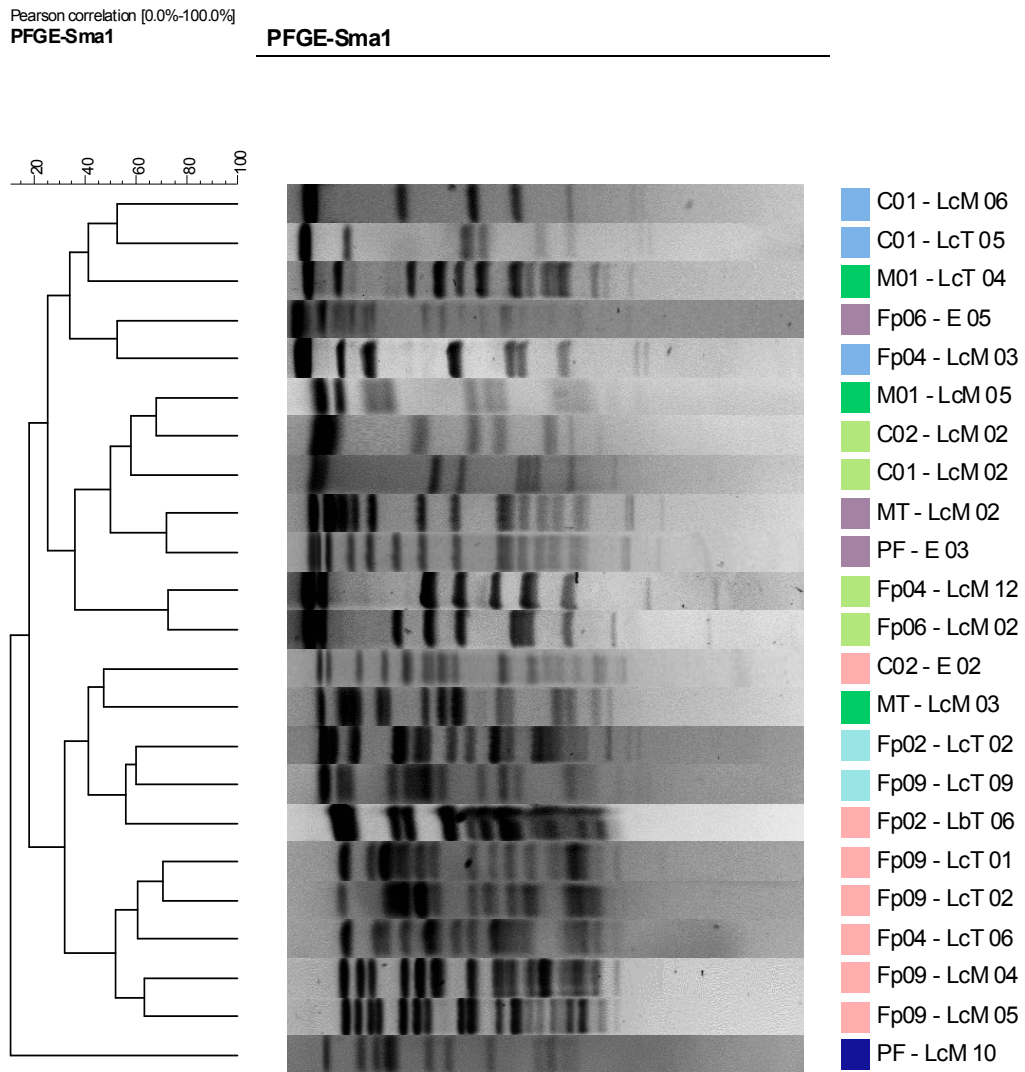 Pearson correlation [0.0%-100.0%]
PFGE-Sma1
PFGE-Sma1
20
40
60
80
100
C01 - LcM 06
C01 - LcT 05
M01 - LcT 04
Fp06 - E 05
Fp04 - LcM 03
M01 - LcM 05
C02 - LcM 02
C01 - LcM 02
MT - LcM 02
PF - E 03
Fp04 - LcM 12
Fp06 - LcM 02
C02 - E 02
MT - LcM 03
Fp02 - LcT 02
Fp09 - LcT 09
Fp02 - LbT 06
Fp09 - LcT 01
Fp09 - LcT 02
Fp04 - LcT 06
Fp09 - LcM 04
Fp09 - LcM 05
PF - LcM 10